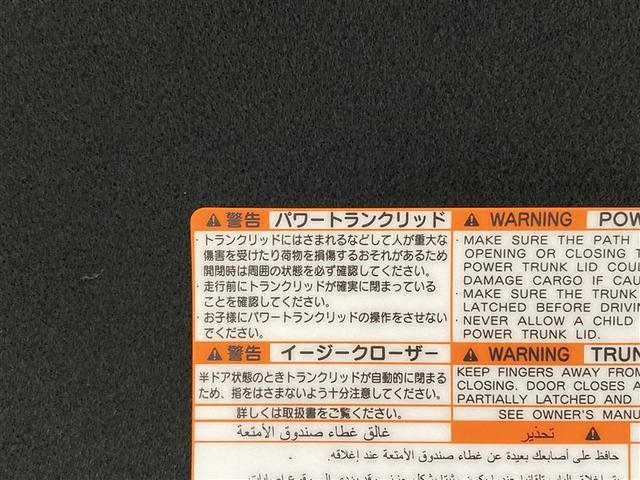 ⚠警告 パワートランクリッド
・トランクリッドにはさまれるなどして人が重大な
傷害を受けたり荷物を損傷するおそれがあるため
開閉時は周囲の状態を必ず確認してください。
・走行前にトランクリッドが確実に閉まっている
ことを確認してください。
・お子様にパワートランクリッドの操作をさせない
でください。
⚠ WARNING POW
・MAKE SURE THE PATH
OPENING OR CLOSING T
POWER TRUNK LID COUL
DAMAGE CARGO IF CAU
・MAKE SURE THE TRUNK
LATCHED BEFORE DRIVIN
・NEVER ALLOW A CHILD
POWER TRUNK LID.
⚠警告 イージークローザー
半ドア状態のときトランクリッドが自動的に閉まる
ため、指をはさまないよう十分注意してください。
詳しくは取扱書をご覧ください。
⚠ WARNING TRUN
KEEP FINGERS AWAY FROM
CLOSING. DOOR CLOSES A
PARTIALLY LATCHED AND
SEE OWNER'S MANU
⚠ تحذير
غالق غطاء صندوق الأمتعة
حافظ على أصابعك بعيدة عن غطاء صندوق الأمتعة عند إغلاقه.